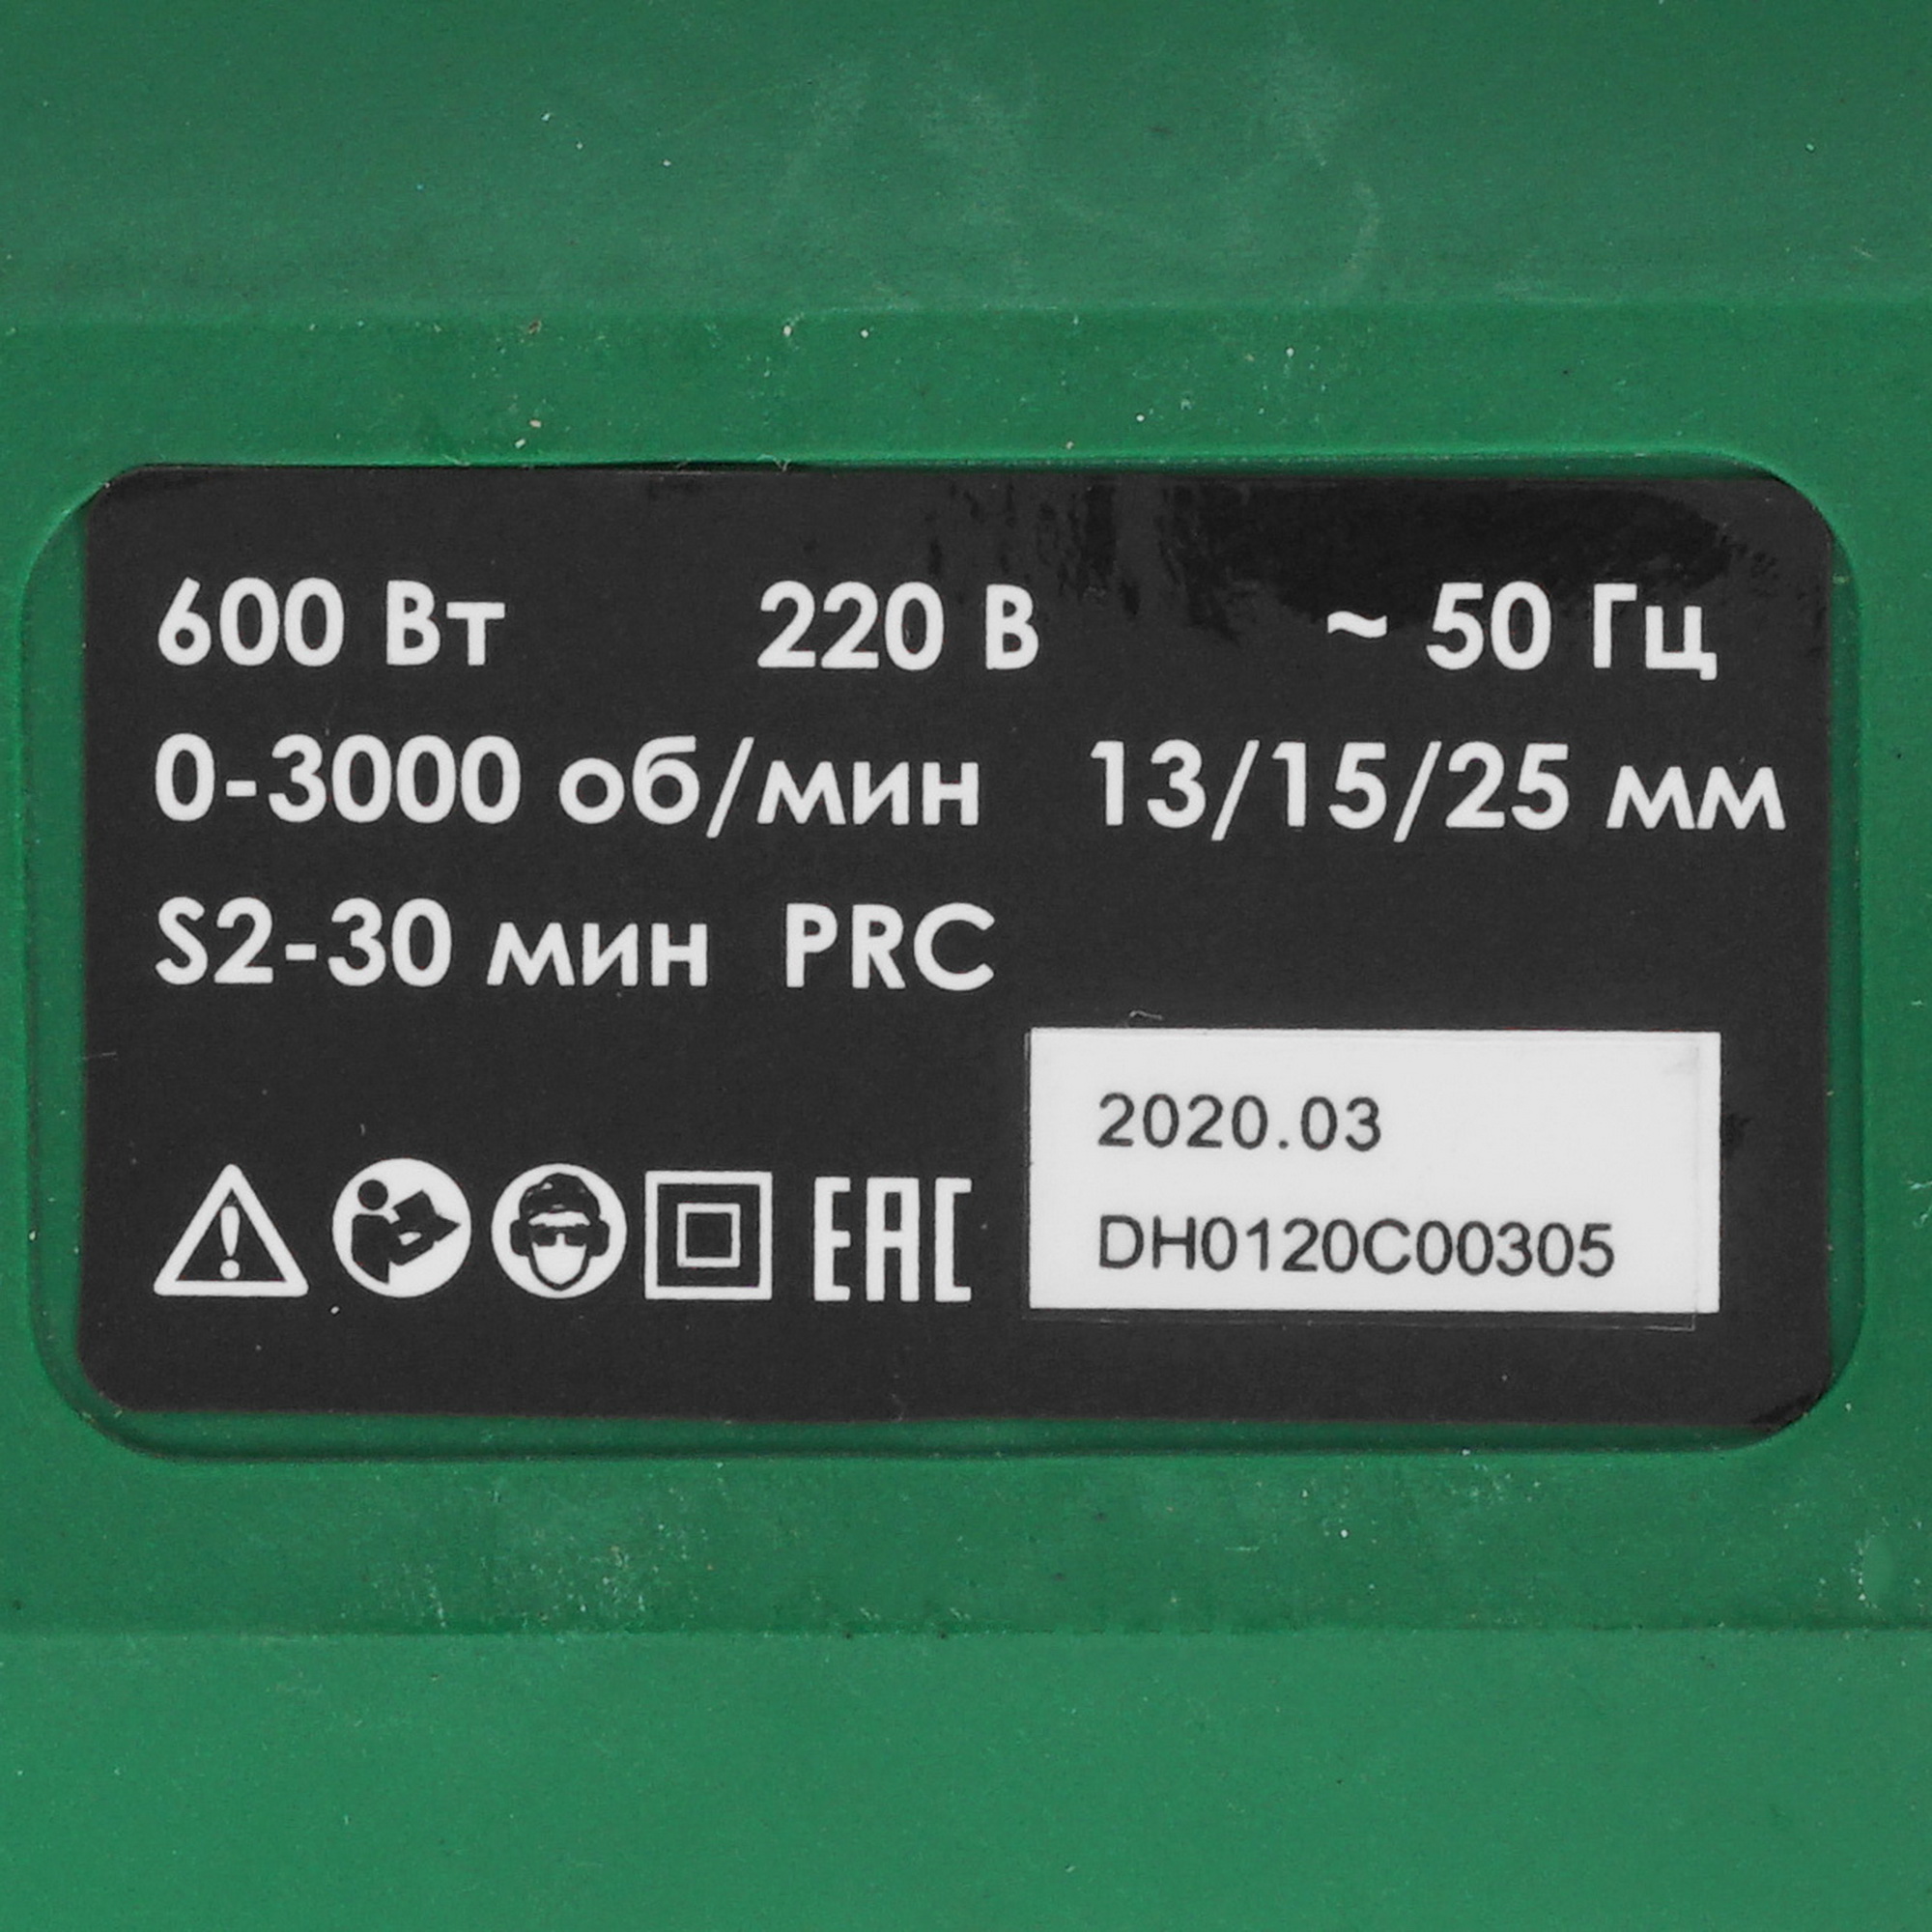 600 Вт 220 В ~ 50 Гц
0-3000 об/мин 13/15/25 мм
S2-30 мин PRC
EAC
2020.03
DH0120C00305